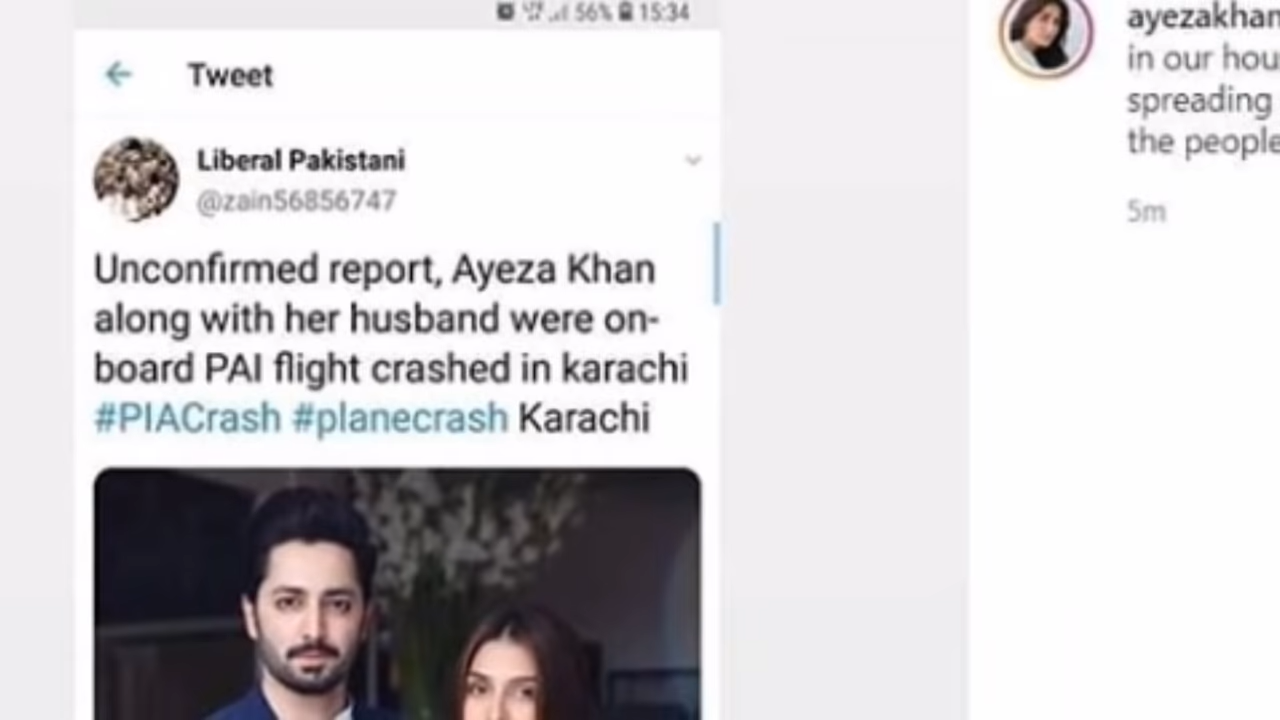 56% 15:34
Tweet
Liberal Pakistani
@zain56856747
Unconfirmed report, Ayeza Khan
along with her husband were on-
board PAI flight crashed in karachi
#PIACrash #planecrash Karachi
ayezakhan
in our hou
spreading
the people
5m